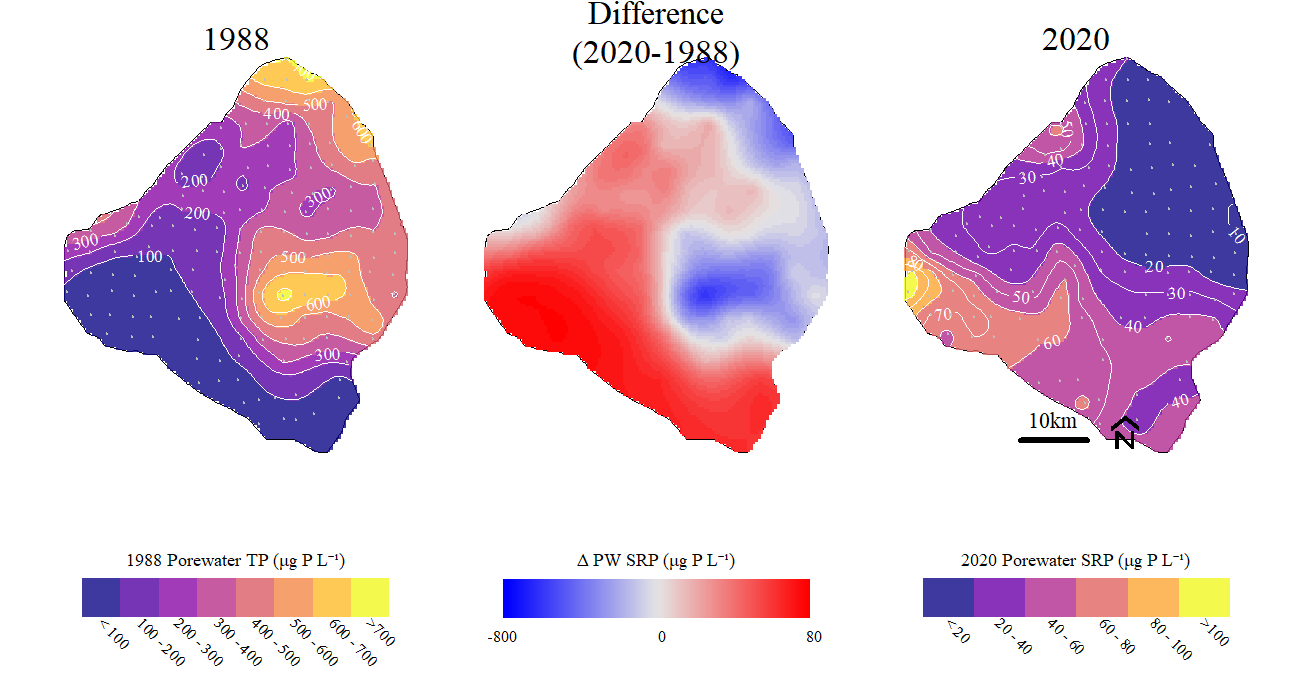 Difference
(2020-1988)
1988
2020
400
500
600
200
300
200
300
100
500
600
300
50
40
30
10
20
30
80
50
70
60
40
40
10km
N
1988 Porewater TP (μg P L⁻¹)
<100
100 - 200
200 - 300
300 - 400
400 - 500
500 - 600
600 - 700
>700
Δ PW SRP (μg P L⁻¹)
-800
0
80
2020 Porewater SRP (μg P L⁻¹)
<20
20 - 40
40 - 60
60 - 80
80 - 100
>100